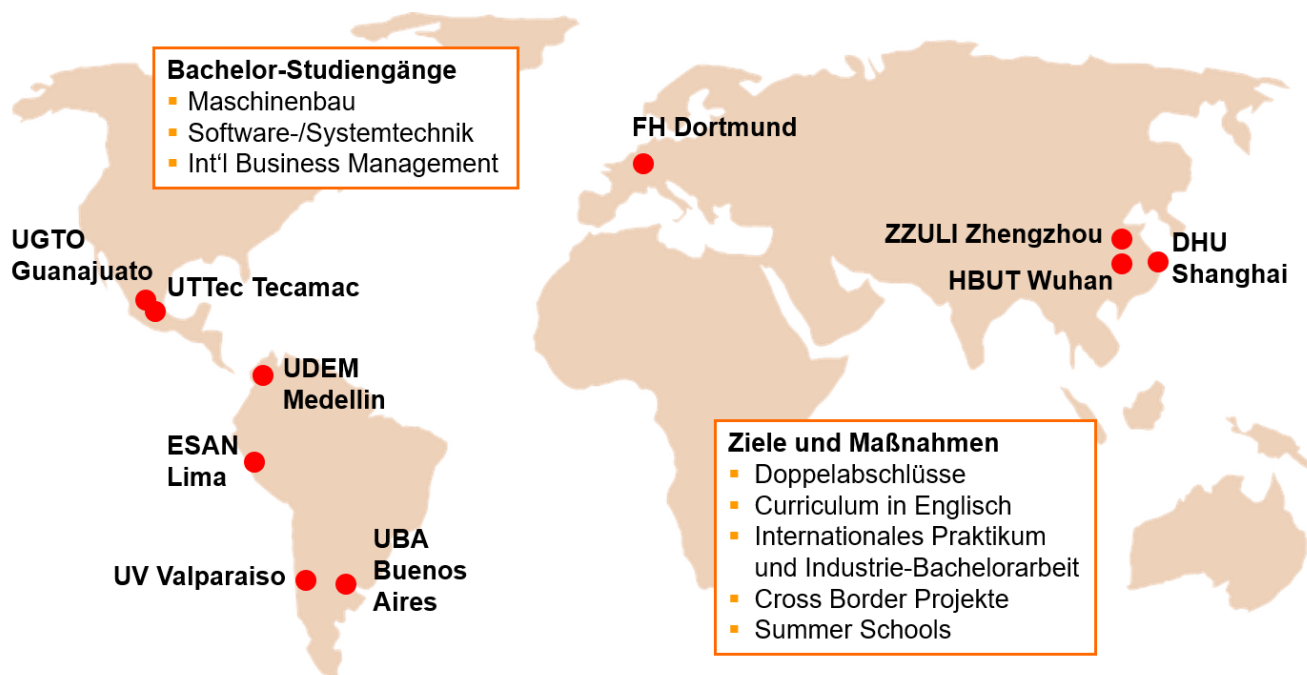 Bachelor-Studiengänge
▪ Maschinenbau
▪ Software-/Systemtechnik
▪ Int'l Business Management
FH Dortmund
UGTO
Guanajuato
UTTec Tecamac
ZZULI Zhengzhou
HBUT Wuhan
DHU
Shanghai
UDEM
Medellin
ESAN
Lima
UV Valparaiso
UBA
Buenos
Aires
Ziele und Maßnahmen
▪ Doppelabschlüsse
▪ Curriculum in Englisch
▪ Internationales Praktikum
und Industrie-Bachelorarbeit
▪ Cross Border Projekte
▪ Summer Schools